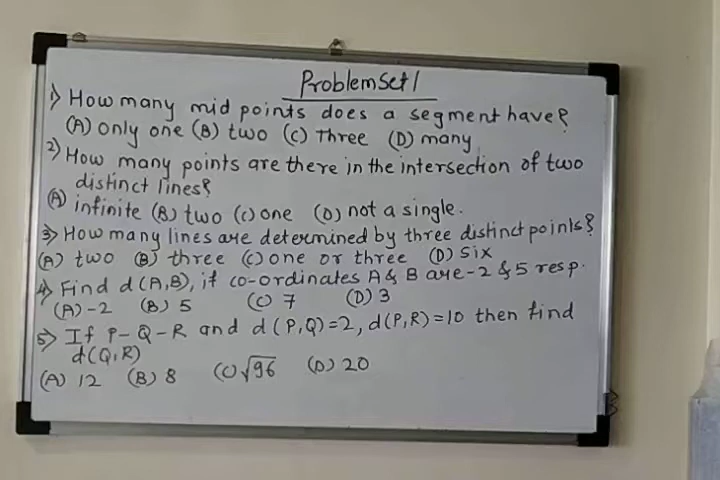 Problem Set 1
1) How many mid points does a segment have?
(A) only one (B) two (C) Three (D) many
2) How many points are there in the intersection of two
distinct lines?
(A) infinite (B) two (C) one (D) not a single.
3) How many lines are determined by three distinct points?
(A) two (B) three (C) one or three (D) six
4) Find d(A,B), if co-ordinates A & B are -2 & 5 resp.
(A) -2 (B) 5 (C) 7 (D) 3
5) If P-Q-R and d(P,Q)=2, d(P,R)=10 then find
d(Q,R)
(A) 12 (B) 8 (C) √96 (D) 20